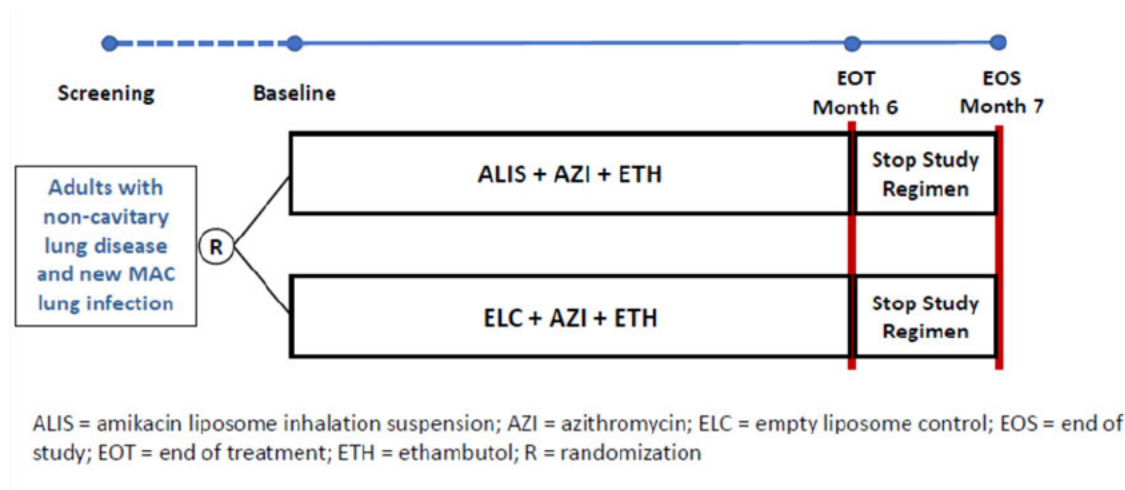 Screening
Baseline
EOT
Month 6
EOS
Month 7
Adults with
non-cavitary
lung disease
and new MAC
lung infection
R
ALIS + AZI + ETH
Stop Study
Regimen
ELC + AZI + ETH
Stop Study
Regimen
ALIS = amikacin liposome inhalation suspension; AZI = azithromycin; ELC = empty liposome control; EOS = end of
study; EOT = end of treatment; ETH = ethambutol; R = randomization